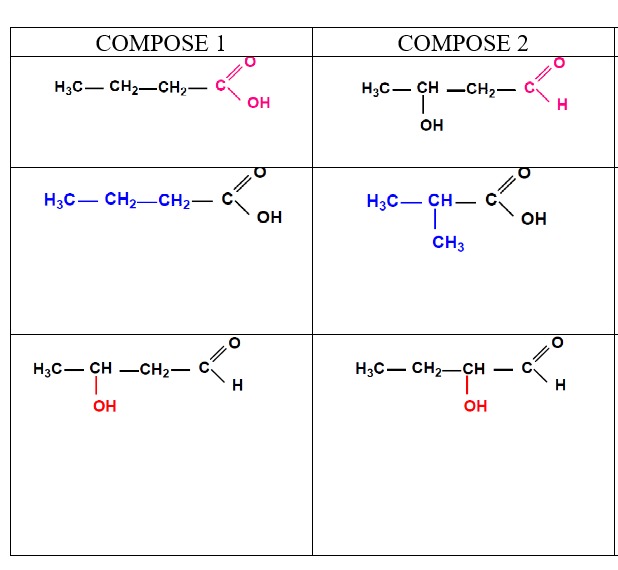 COMPOSE 1 COMPOSE 2
O
H₃C— CH₂—CH₂— C
OH
O
H₃C— CH —CH₂— C
H
OH
O
H₃C— CH₂—CH₂— C
OH
O
H₃C— CH— C
OH
CH₃
O
H₃C— CH —CH₂— C
H
OH
O
H₃C— CH₂—CH — C
H
OH